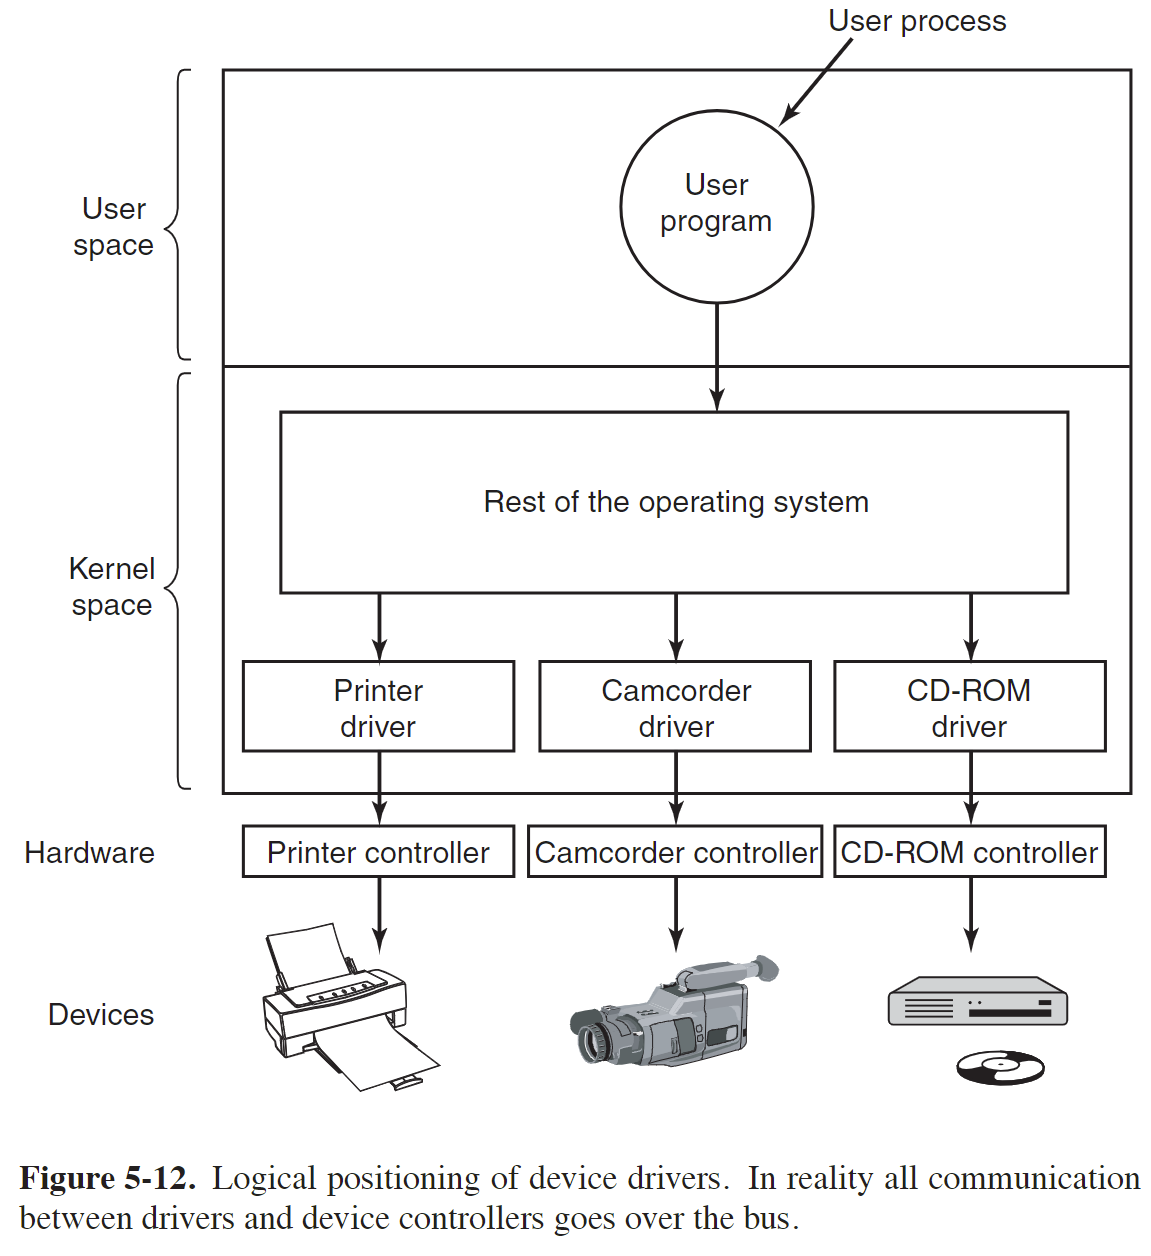 User process
User
program
User
space
Rest of the operating system
Kernel
space
Printer
driver
Camcorder
driver
CD-ROM
driver
Hardware
Printer controller
Camcorder controller
CD-ROM controller
Devices
Figure 5-12. Logical positioning of device drivers. In reality all communication
between drivers and device controllers goes over the bus.